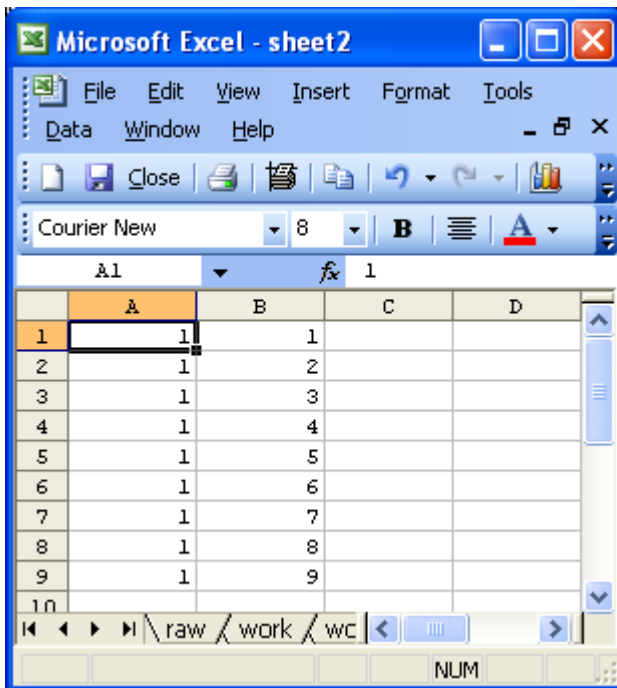 Microsoft Excel - sheet2
File Edit View Insert Format Tools
Data Window Help
Close
Courier New 8 B A
A1 fx 1
A B C D
1 1 1
2 1 2
3 1 3
4 1 4
5 1 5
6 1 6
7 1 7
8 1 8
9 1 9
10
raw work wc
NUM